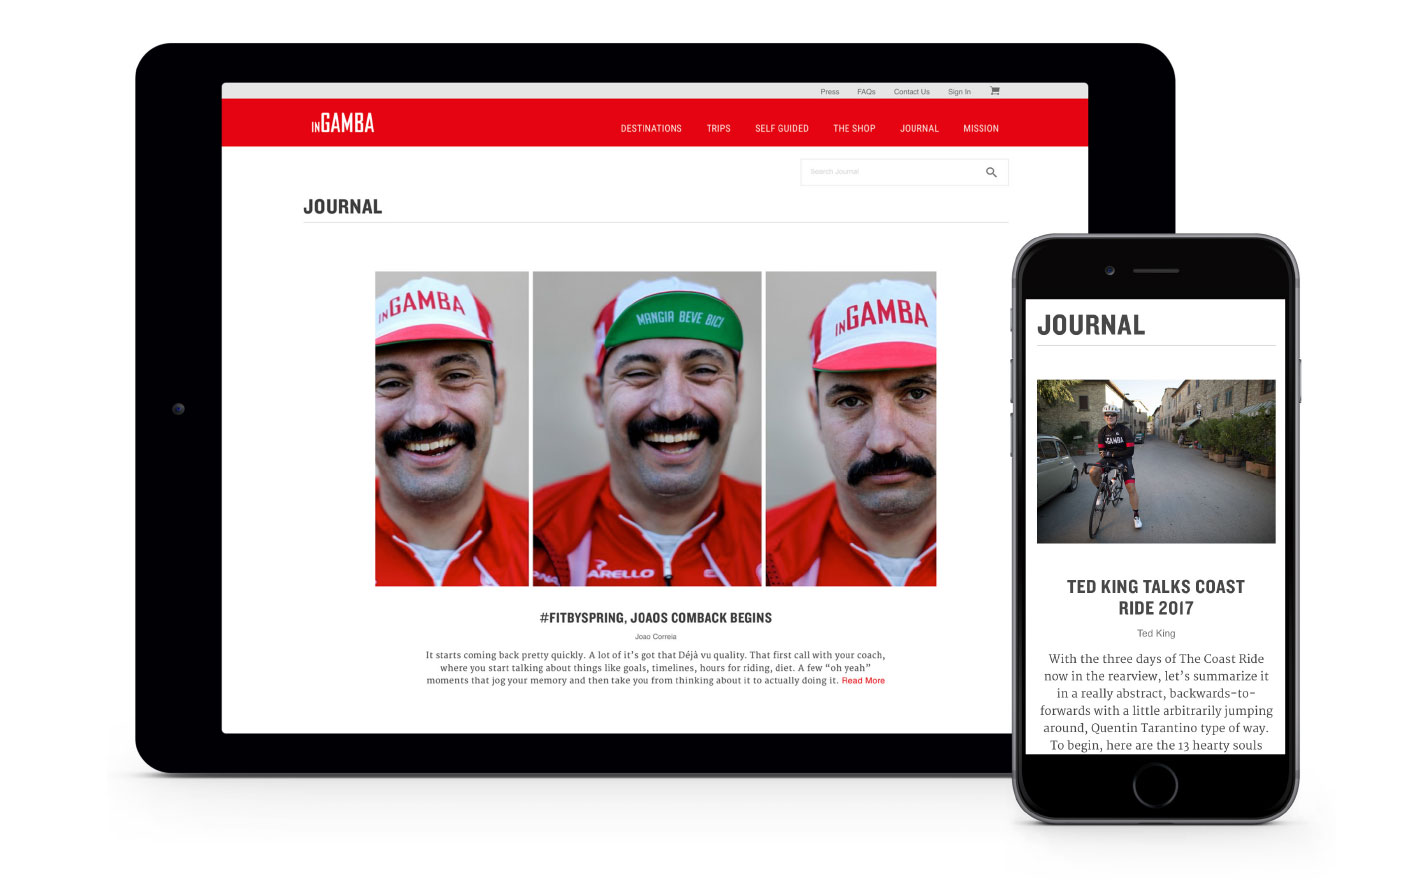 Press FAQs Contact Us Sign In
inGAMBA
DESTINATIONS TRIPS SELF GUIDED THE SHOP JOURNAL MISSION
Search Journal
JOURNAL
inGAMBA
MANGIA BEVE BICI
inGAMBA
ARELLO
#FITBYSPRING, JOAOS COMBACK BEGINS
Joao Correia
It starts coming back pretty quickly. A lot of it’s got that Déjà vu quality. That first call with your coach,
where you start talking about things like goals, timelines, hours for riding, diet. A few “oh yeah”
moments that jog your memory and then take you from thinking about it to actually doing it. Read More
JOURNAL
GAMBA
TED KING TALKS COAST
RIDE 2017
Ted King
With the three days of The Coast Ride
now in the rearview, let’s summarize it
in a really abstract, backwards-to-
forwards with a little arbitrarily jumping
around, Quentin Tarantino type of way.
To begin, here are the 13 hearty souls